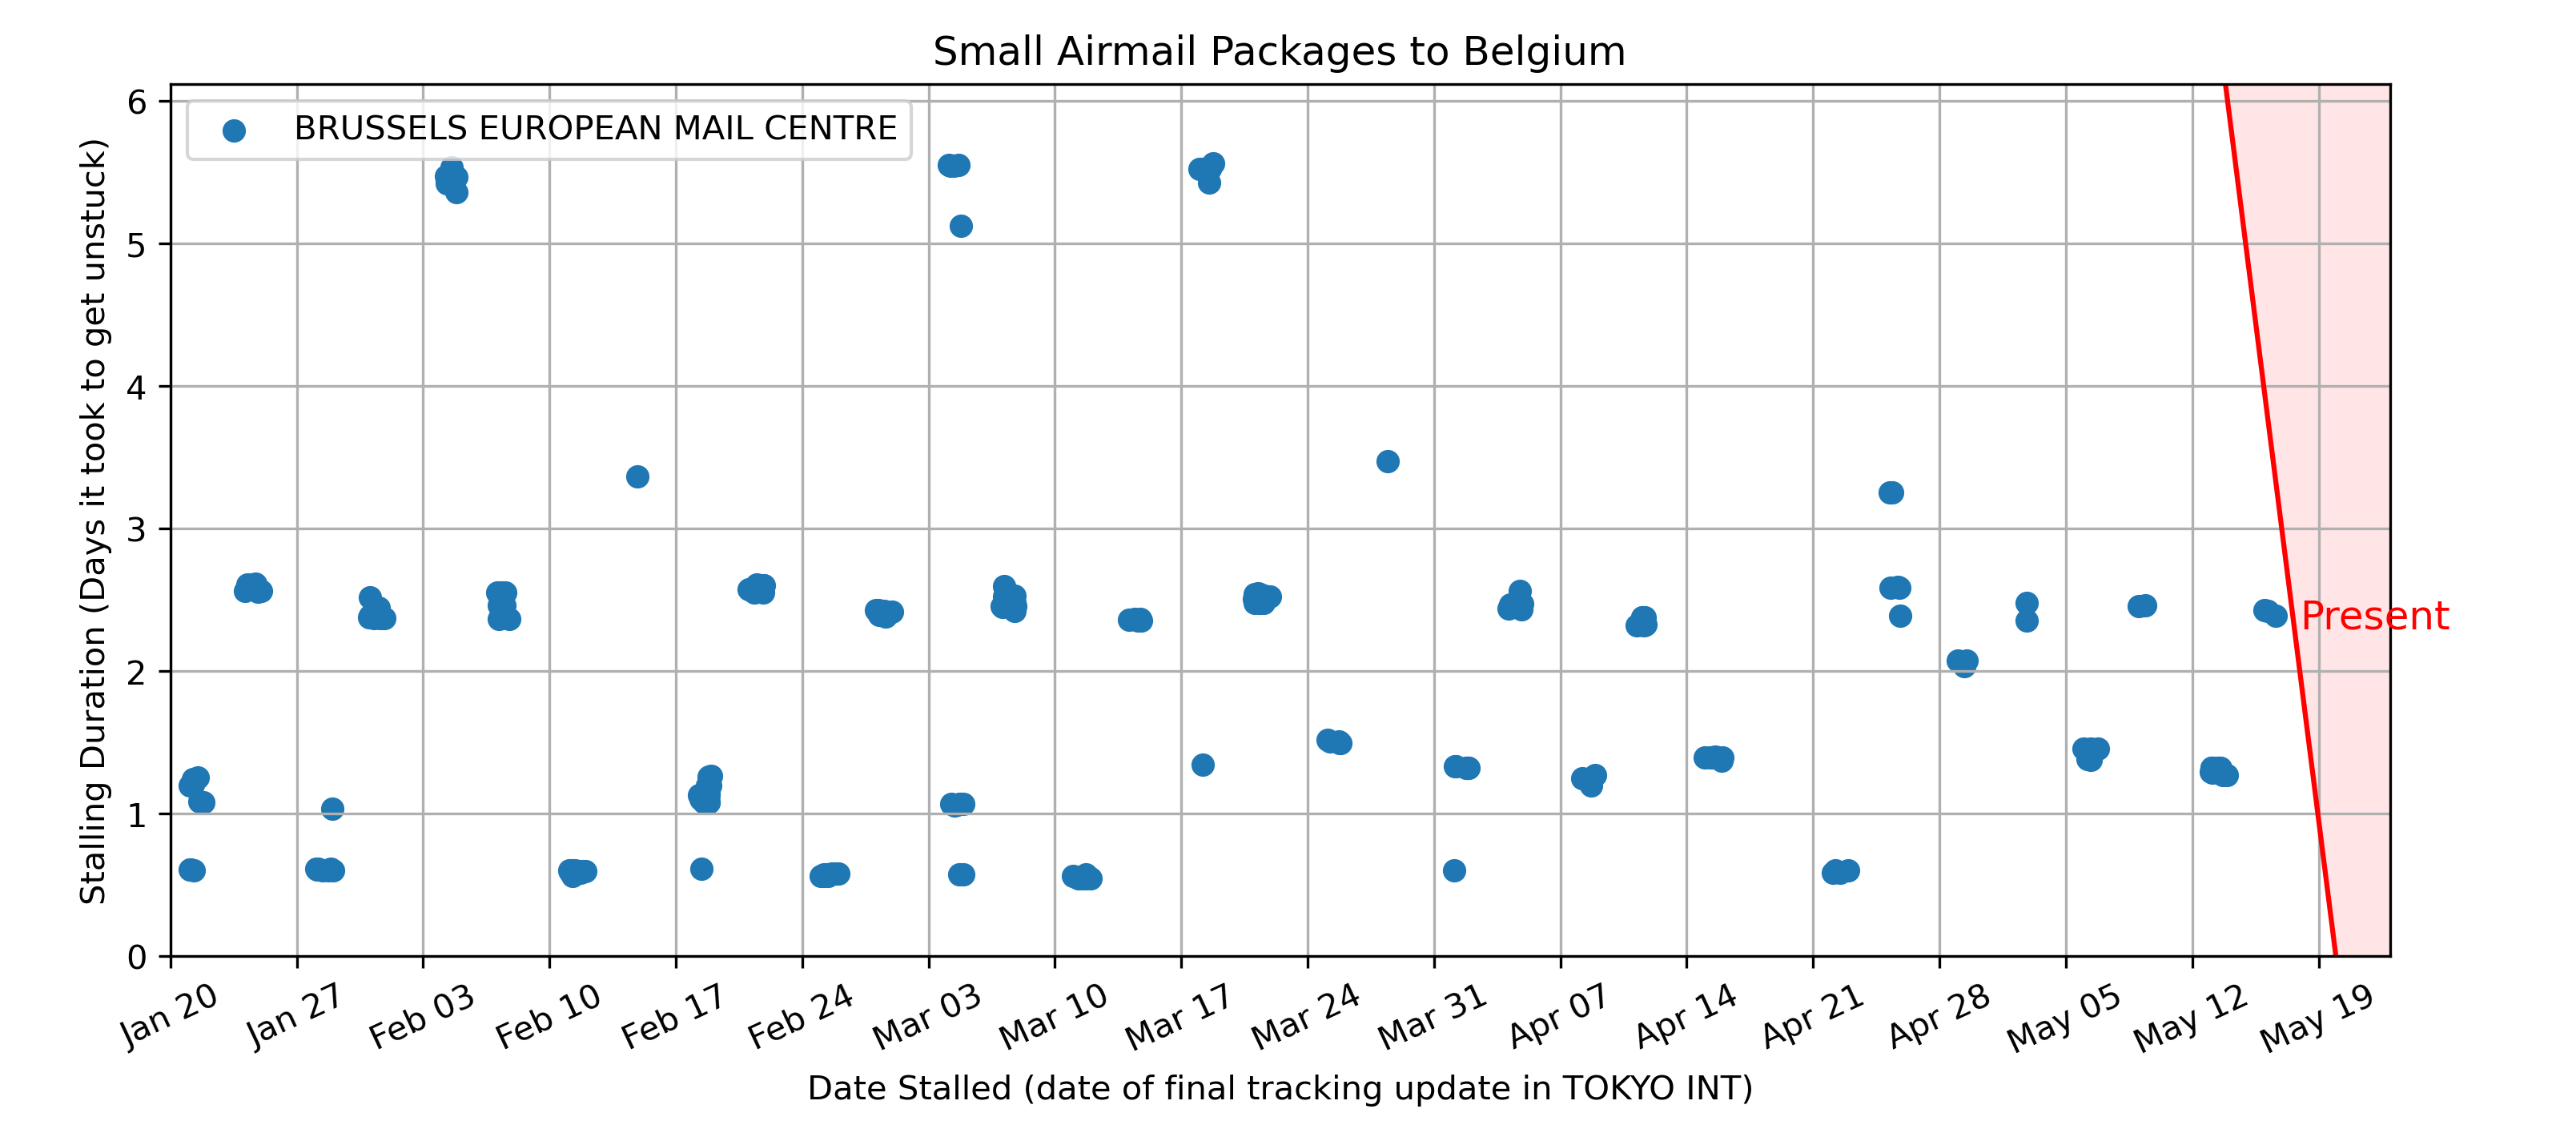 Small Airmail Packages to Belgium
BRUSSELS EUROPEAN MAIL CENTRE
Stalling Duration (Days it took to get unstuck)
6
5
4
3
2
1
0
Present
Jan 20
Jan 27
Feb 03
Feb 10
Feb 17
Feb 24
Mar 03
Mar 10
Mar 17
Mar 24
Mar 31
Apr 07
Apr 14
Apr 21
Apr 28
May 05
May 12
May 19
Date Stalled (date of final tracking update in TOKYO INT)